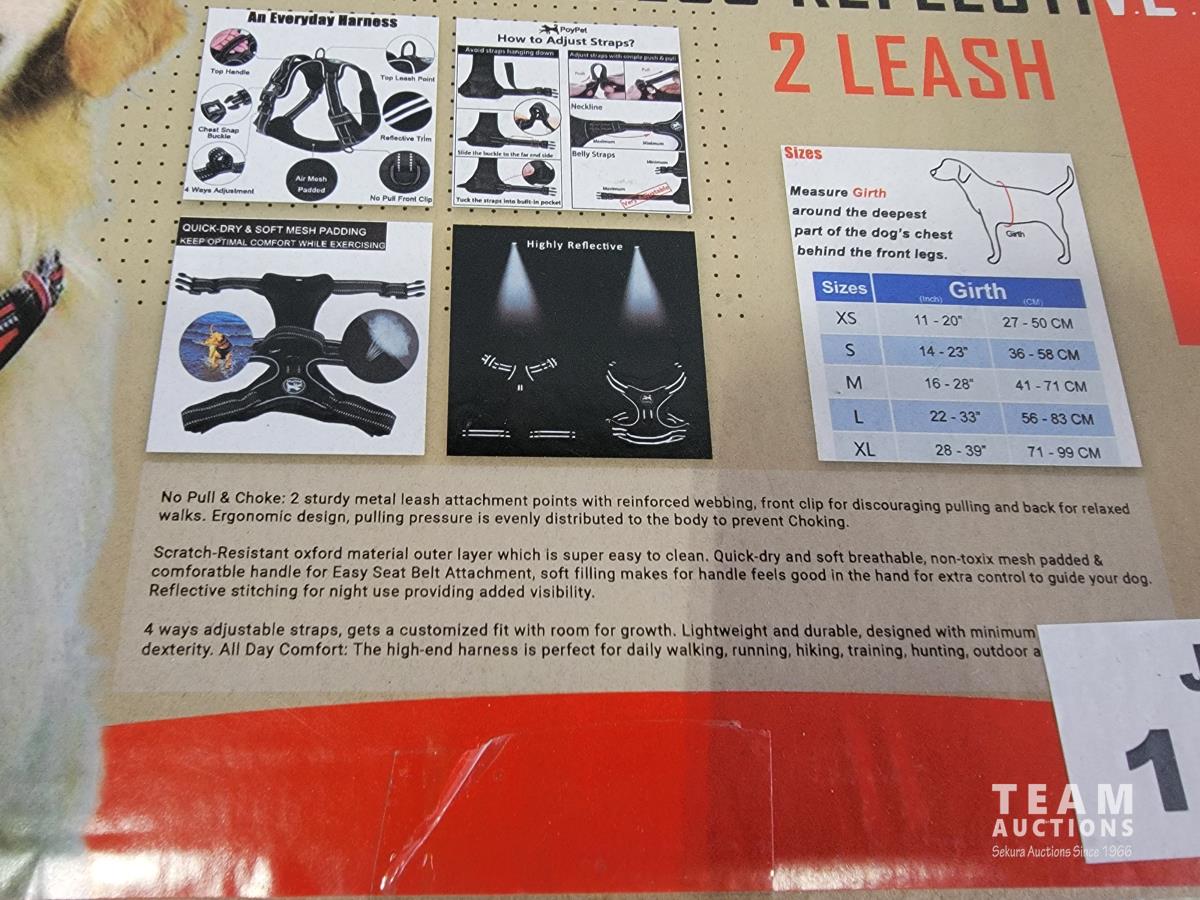 REFLECTIVE
2 LEASH
An Everyday Harness
Top Handle
Top Leash Point
Chest Snap
Buckle
Reflective Trim
4 Ways Adjustment
Air Mesh
Padded
No Pull Front Clip
PoyPet
How to Adjust Straps?
Avoid straps hanging down
Adjust straps with simple push & pull
Push
Pull
Neckline
Maximum
Minimum
Slide the buckle to the far end side
Belly Straps
Minimum
Maximum
Very Adjustable
Tuck the straps into built-in pocket
Sizes
Measure Girth
around the deepest
part of the dog's chest
behind the front legs.
Girth
Sizes Girth
(Inch) (CM)
XS 11 - 20" 27 - 50 CM
S 14 - 23" 36 - 58 CM
M 16 - 28" 41 - 71 CM
L 22 - 33" 56 - 83 CM
XL 28 - 39" 71 - 99 CM
QUICK-DRY & SOFT MESH PADDING
KEEP OPTIMAL COMFORT WHILE EXERCISING
Highly Reflective
No Pull & Choke: 2 sturdy metal leash attachment points with reinforced webbing, front clip for discouraging pulling and back for relaxed
walks. Ergonomic design, pulling pressure is evenly distributed to the body to prevent Choking.
Scratch-Resistant oxford material outer layer which is super easy to clean. Quick-dry and soft breathable, non-toxix mesh padded &
comforatble handle for Easy Seat Belt Attachment, soft filling makes for handle feels good in the hand for extra control to guide your dog.
Reflective stitching for night use providing added visibility.
4 ways adjustable straps, gets a customized fit with room for growth. Lightweight and durable, designed with minimum
dexterity. All Day Comfort: The high-end harness is perfect for daily walking, running, hiking, training, hunting, outdoor a
J
1
TEAM
AUCTIONS
Sekura Auctions Since 1966